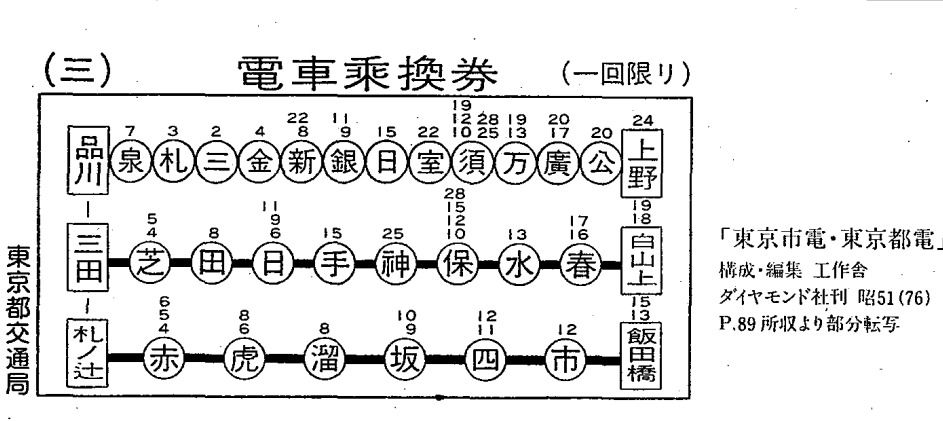 (三) 電車乗換券 (一回限リ)
19
22 11 12 28 19 20
7 3 2 4 8 9 15 22 10 25 13 17 20 24
品川 泉 札 三 金 新 銀 日 室 須 万 廣 公 上野
28
11 15 19
5 9 12 17 18
4 8 6 15 25 10 13 16
三田 芝 田 日 手 神 保 水 春 白山上
6
5 8 10 12 15
4 6 8 9 11 12 13
札ノ辻 赤 虎 溜 坂 四 市 飯田橋
東京都交通局
「東京市電・東京都電」
構成・編集 工作舎
ダイヤモンド社刊 昭51(76)
P.89所収より部分転写